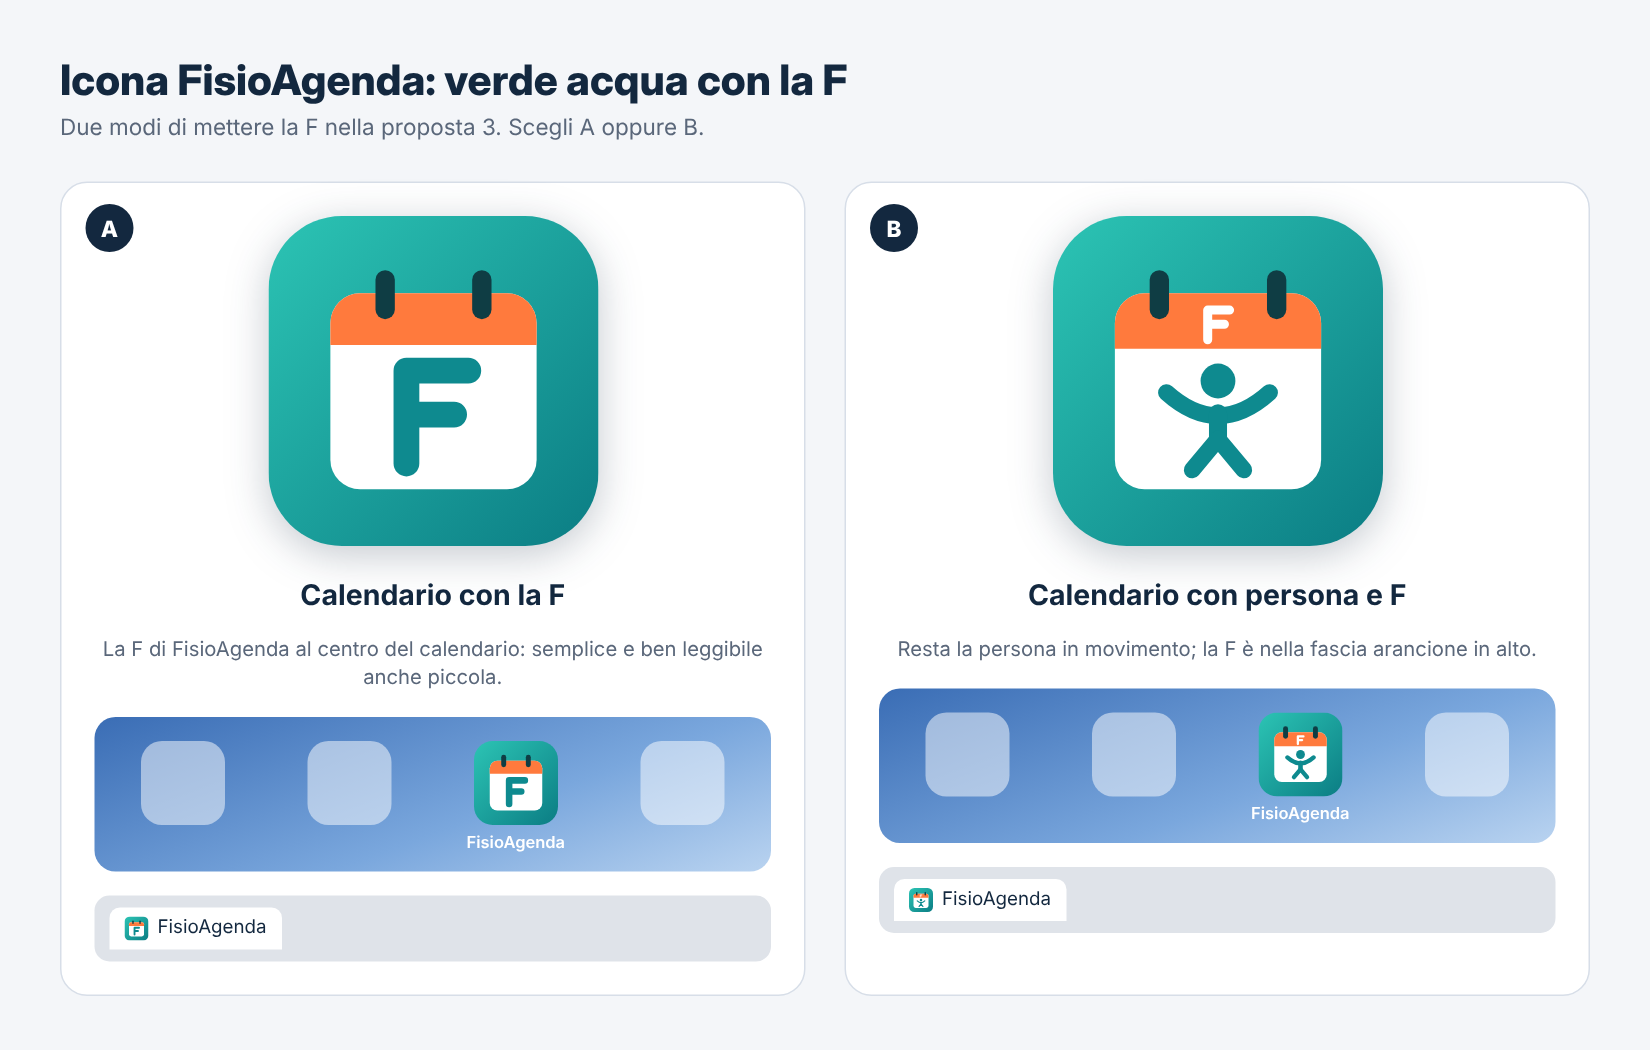 Icona FisioAgenda: verde acqua con la F
Due modi di mettere la F nella proposta 3. Scegli A oppure B.
A
F
Calendario con la F
La F di FisioAgenda al centro del calendario: semplice e ben leggibile
anche piccola.
F
FisioAgenda
F
FisioAgenda
B
F
Calendario con persona e F
Resta la persona in movimento; la F è nella fascia arancione in alto.
F
FisioAgenda
FisioAgenda